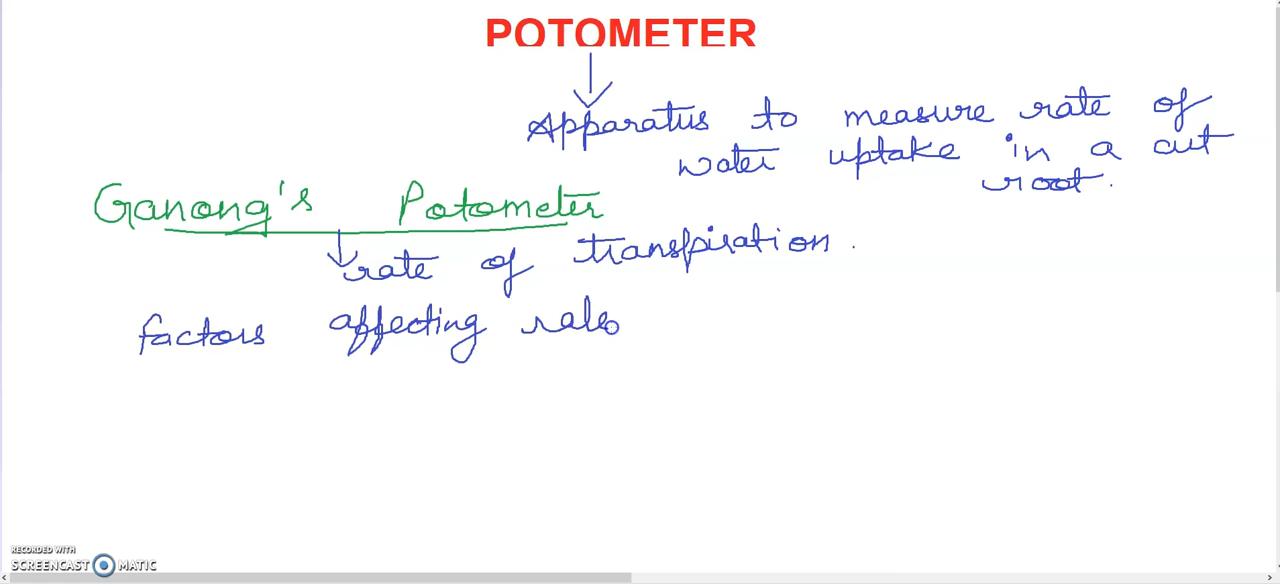 POTOMETER
Apparatus to measure rate of
water uptake in a cut
root.
Ganong's Potometer
rate of transpiration.
factors affecting rate
RECORDED WITH
SCREENCAST MATIC